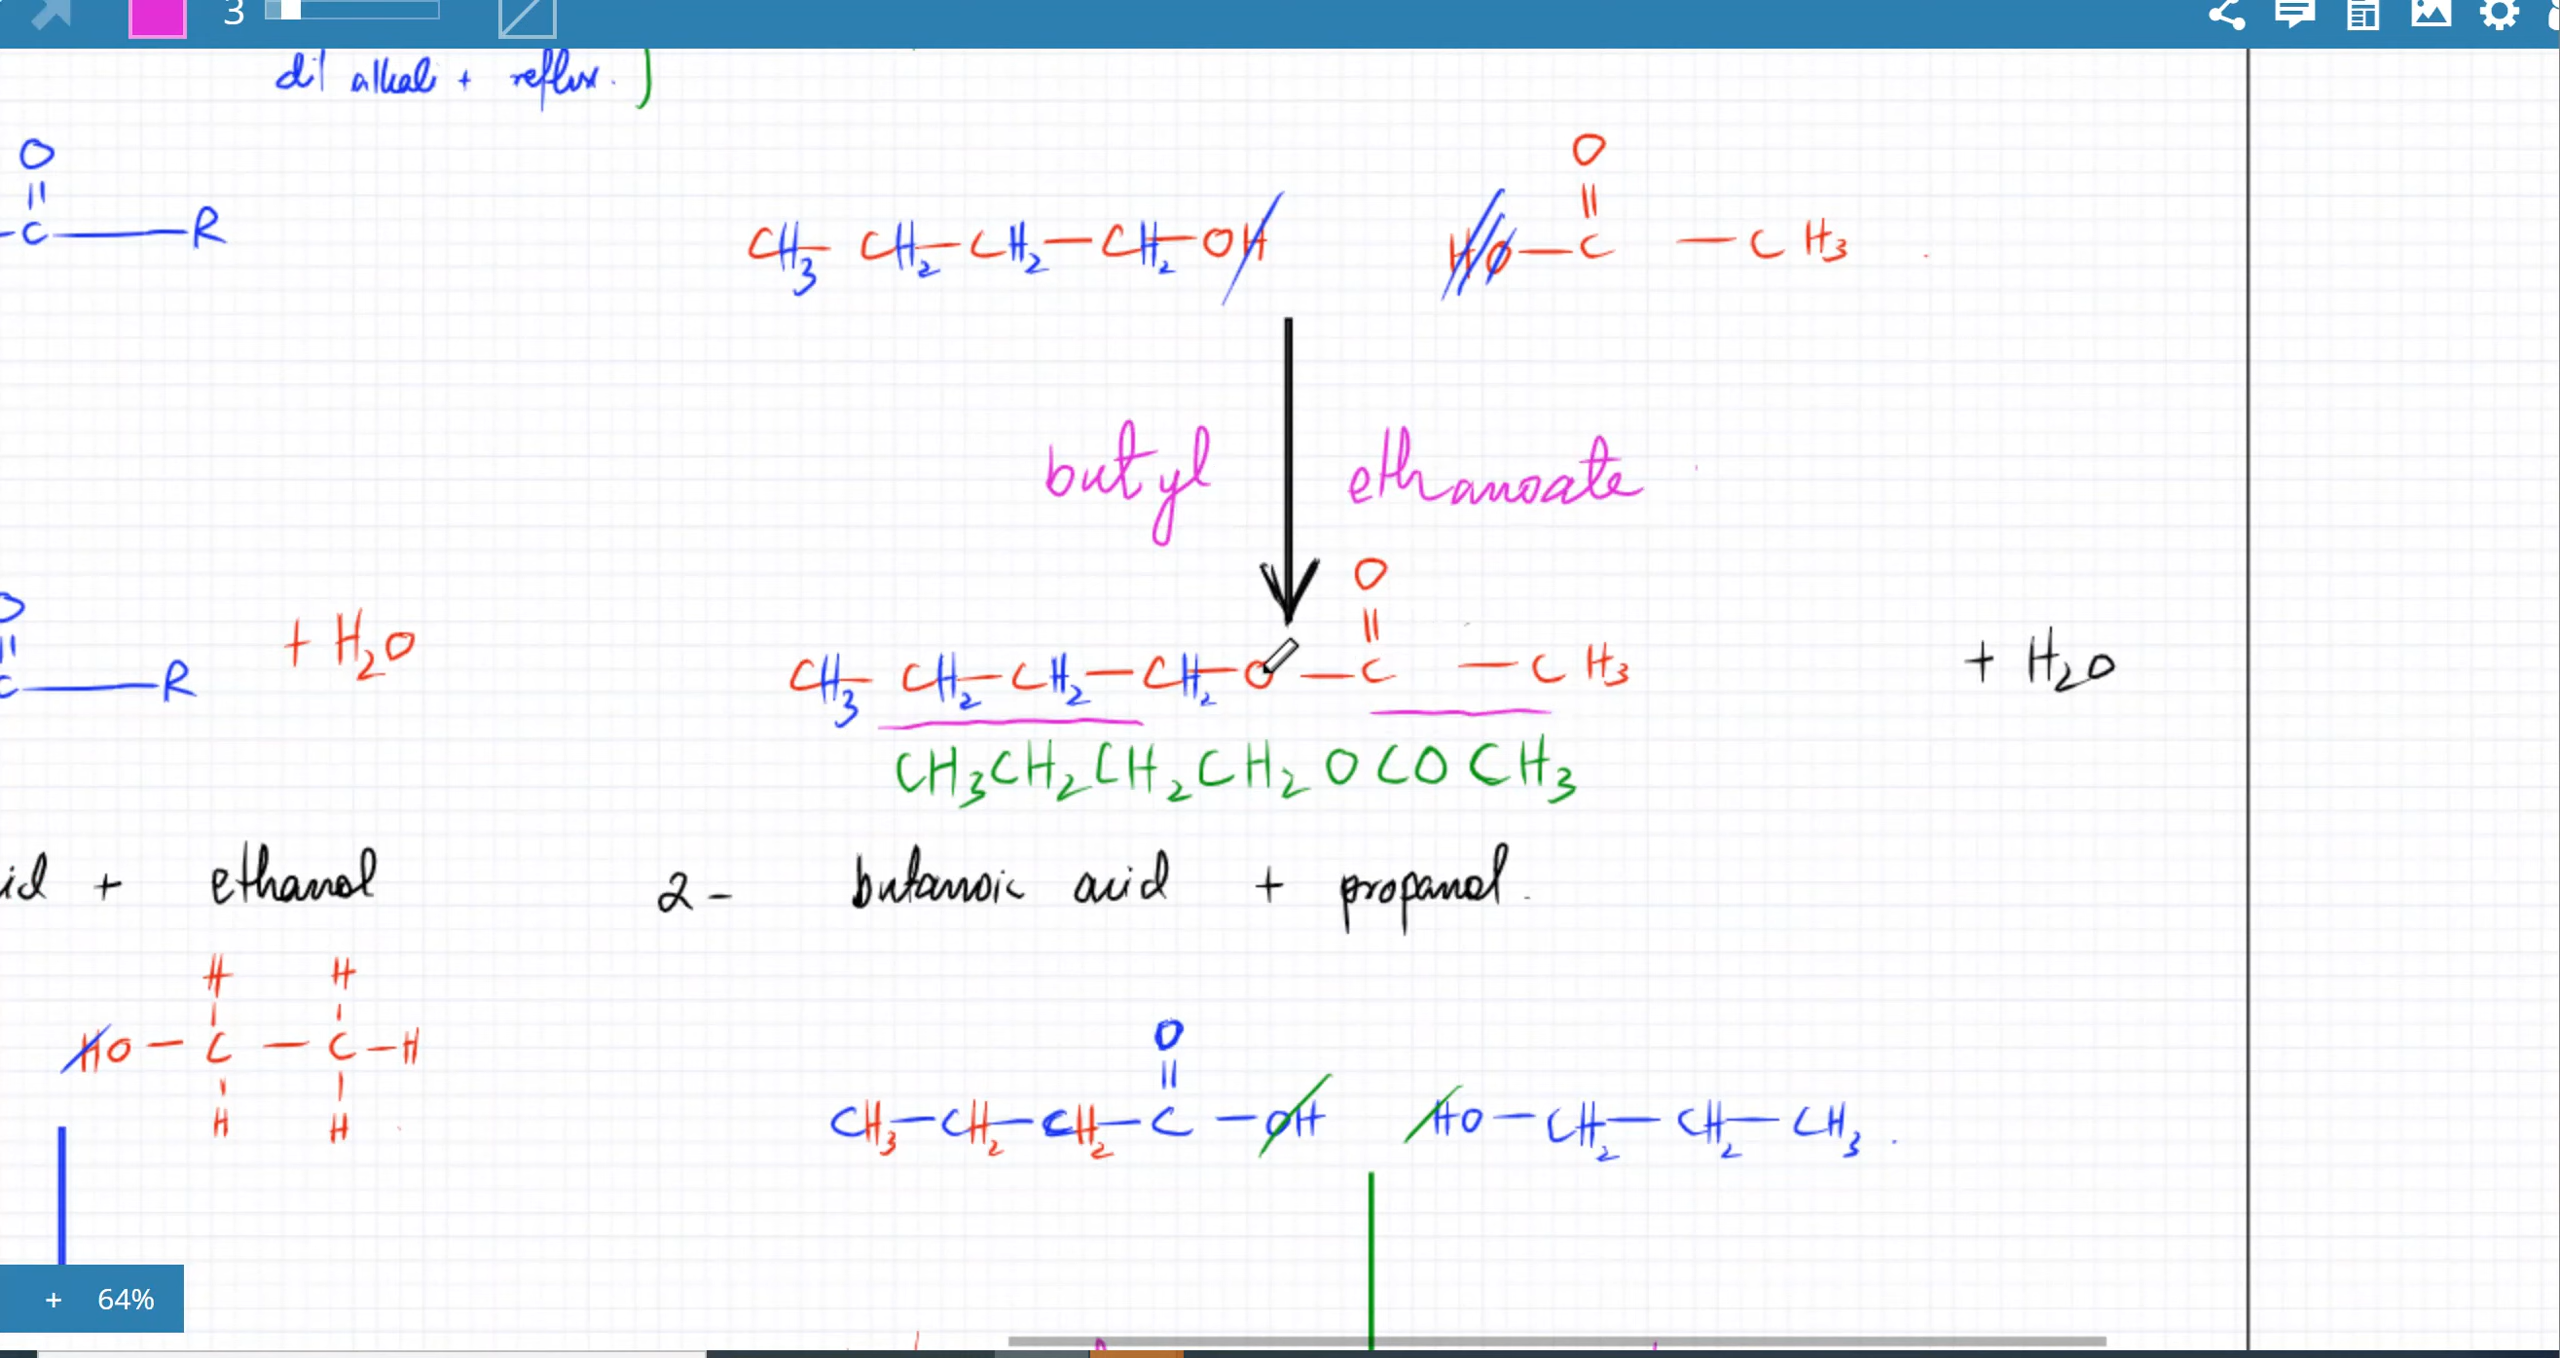 3
dil alkali + reflux. )
O
||
-C—R
O
||
CH3-CH2-CH2-CH2-OH HO-C-CH3
butyl ethanoate
O
||
C—R + H2O
O
||
CH3-CH2-CH2-CH2-O-C-CH3 + H2O
CH3CH2CH2CH2OCOCH3
id + ethanol
2- butanoic acid + propanol.
H H
HO-C-C-H
H H
O
||
CH3-CH2-CH2-C-OH HO-CH2-CH2-CH3.
+ 64%